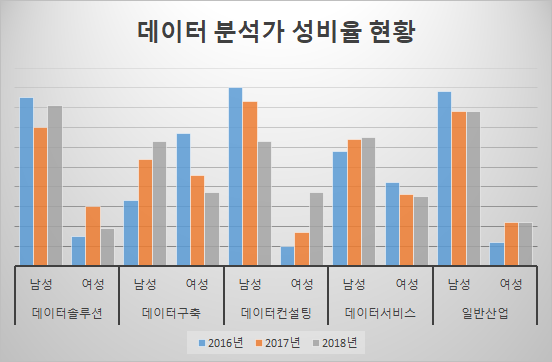 데이터 분석가 성비율 현황
남성 여성 남성 여성 남성 여성 남성 여성 남성 여성
데이터솔루션 데이터구축 데이터컨설팅 데이터서비스 일반산업
2016년 2017년 2018년